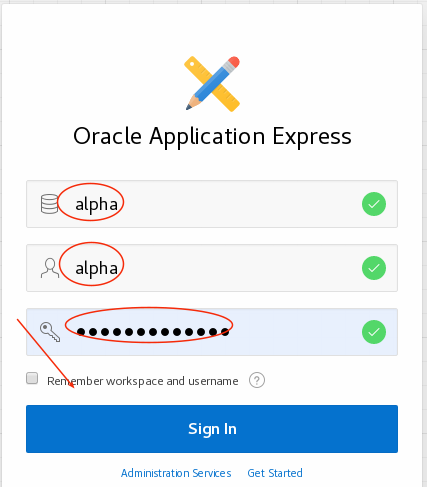 Oracle Application Express
alpha
alpha
●●●●●●●●●●●●●
Remember workspace and username ?
Sign In
Administration Services Get Started